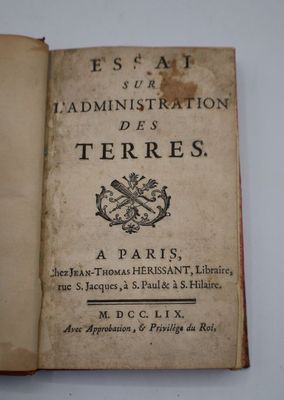 ESSAI
SUR
L'ADMINISTRATION
DES
TERRES.
A PARIS,
Chez JEAN-THOMAS HÉRISSANT, Libraire,
rue S. Jacques, à S. Paul & à S. Hilaire.
M. DCC. LIX.
Avec Approbation, & Privilége du Roi,